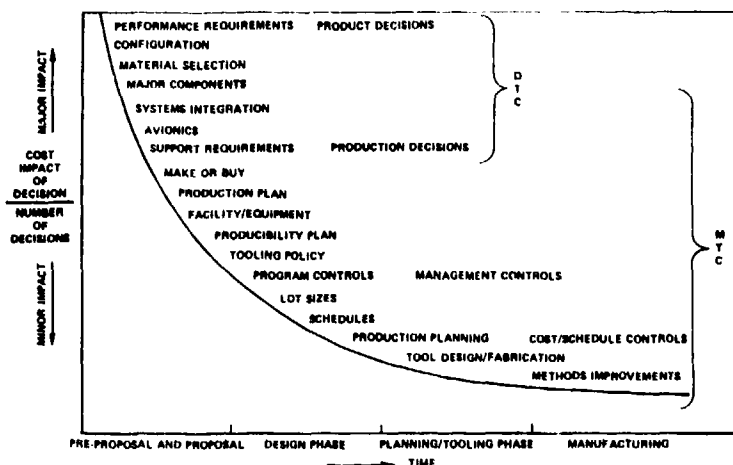 PERFORMANCE REQUIREMENTS PRODUCT DECISIONS
CONFIGURATION
MATERIAL SELECTION
MAJOR COMPONENTS
SYSTEMS INTEGRATION
AVIONICS
SUPPORT REQUIREMENTS PRODUCTION DECISIONS
MAKE OR BUY
PRODUCTION PLAN
FACILITY/EQUIPMENT
PRODUCIBILITY PLAN
TOOLING POLICY
PROGRAM CONTROLS MANAGEMENT CONTROLS
LOT SIZES
SCHEDULES
PRODUCTION PLANNING COST/SCHEDULE CONTROLS
TOOL DESIGN/FABRICATION
METHODS IMPROVEMENTS
DTC
MTC
MAJOR IMPACT
COST
IMPACT
OF
DECISION
NUMBER
OF
DECISIONS
MINOR IMPACT
PRE-PROPOSAL AND PROPOSAL DESIGN PHASE PLANNING/TOOLING PHASE MANUFACTURING
TIME